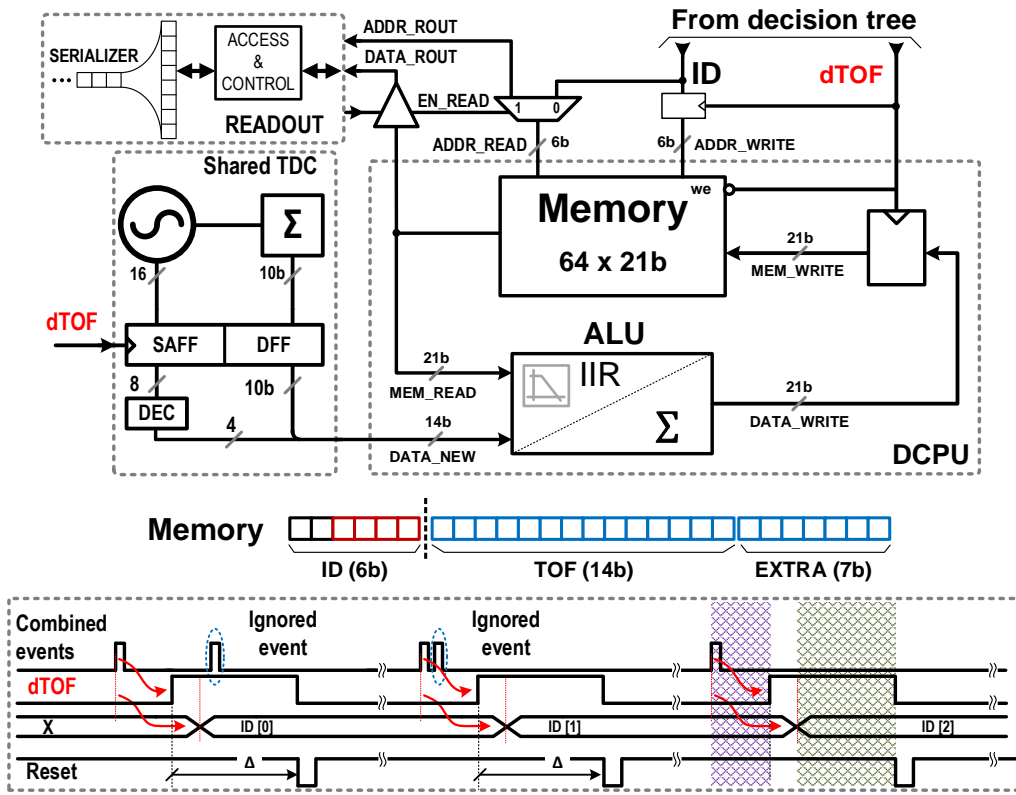 From decision tree
ADDR_ROUT
ACCESS
&
CONTROL
SERIALIZER
DATA_ROUT
ID
dTOF
EN_READ
1 0
READOUT
ADDR_READ
6b
6b
ADDR_WRITE
Shared TDC
we
Memory
64 x 21b
Σ
16
10b
21b
MEM_WRITE
dTOF
SAFF
DFF
ALU
8
10b
21b
MEM_READ
IIR
Σ
21b
DATA_WRITE
DEC
4
14b
DATA_NEW
DCPU
Memory
ID (6b)
TOF (14b)
EXTRA (7b)
Combined
events
Ignored
event
Ignored
event
dTOF
X
ID [0]
ID [1]
ID [2]
Reset
Δ
Δ